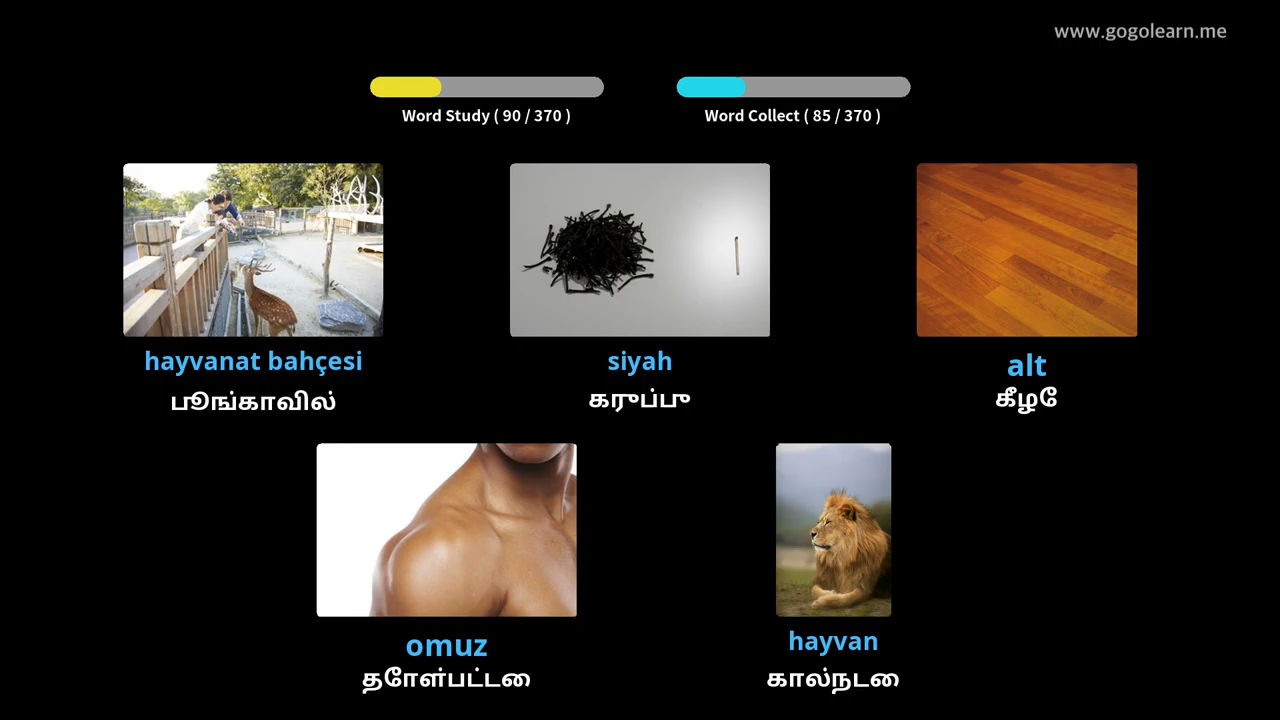 www.gogolearn.me
Word Study ( 90 / 370 )
Word Collect ( 85 / 370 )
hayvanat bahçesi
பூங்காவில்
siyah
கருப்பு
alt
கீழே
omuz
தோள்பட்டை
hayvan
கால்நடை